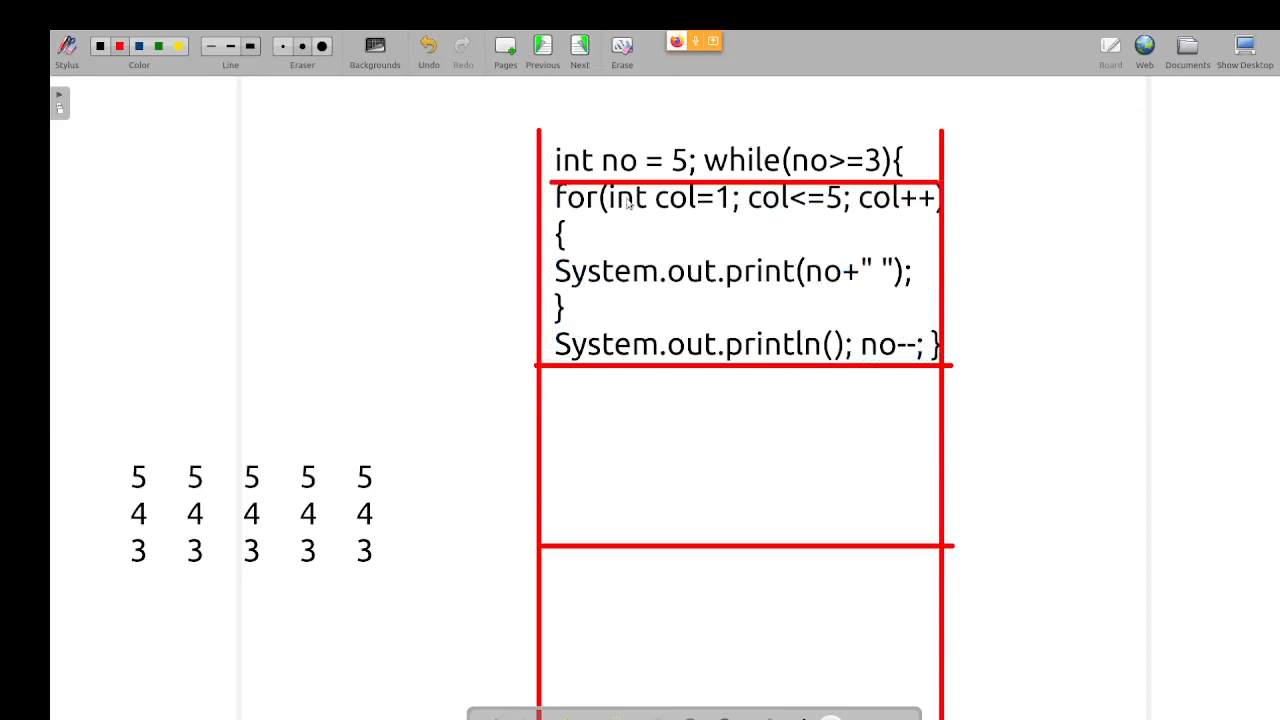 Stylus
Color
Line
Eraser
Backgrounds
Undo
Redo
Pages
Previous
Next
Erase
Board
Web
Documents
Show Desktop
int no = 5; while(no>=3){
for(int col=1; col<=5; col++)
{
System.out.print(no+" ");
}
System.out.println(); no--; }
5 5 5 5 5
4 4 4 4 4
3 3 3 3 3